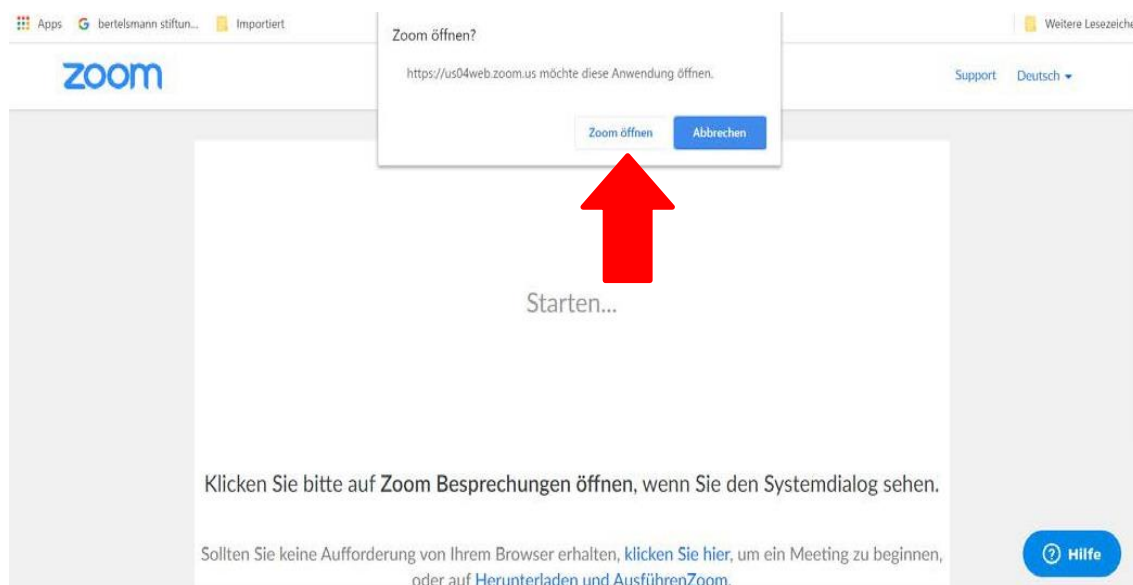 Apps G bertelsmann stiftun... Importiert Weitere Lesezeiche
Zoom öffnen?
https://us04web.zoom.us möchte diese Anwendung öffnen.
Zoom öffnen Abbrechen
zoom
Support Deutsch
Starten...
Klicken Sie bitte auf Zoom Besprechungen öffnen, wenn Sie den Systemdialog sehen.
Sollten Sie keine Aufforderung von Ihrem Browser erhalten, klicken Sie hier, um ein Meeting zu beginnen,
oder auf Herunterladen und AusführenZoom.
Hilfe